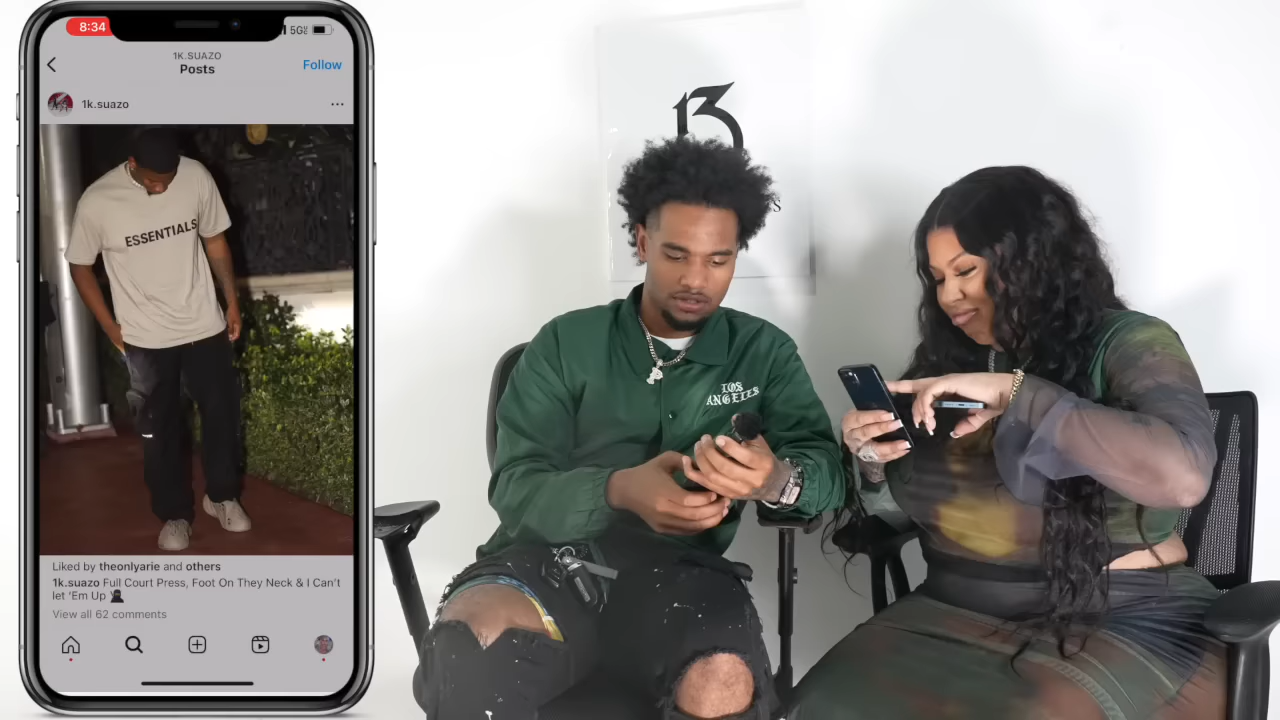 8:34
5G
1K.SUAZO
Posts
Follow
1k.suazo
ESSENTIALS
Liked by theonlyarie and others
1k.suazo Full Court Press, Foot On They Neck & I Can't
let 'Em Up
View all 62 comments
13
LOS
ANGELES